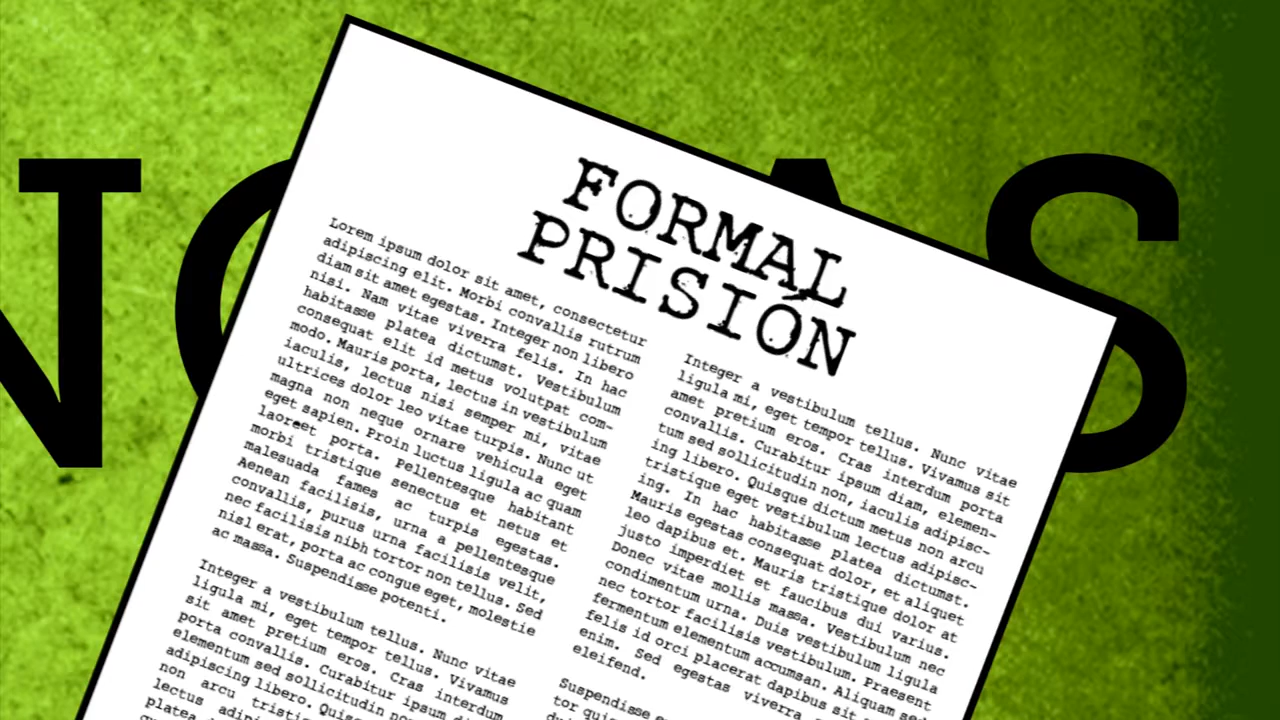 FORMAL
PRISIÓN
Lorem ipsum dolor sit amet, consectetur
adipiscing elit. Morbi convallis rutrum
diam sit amet egestas. Integer non libero
nisi. Nam vitae viverra felis. In hac
habitasse platea dictumst. Vestibulum
consequat elit id metus volutpat com-
modo. Mauris porta, lectus in vestibulum
iaculis, lectus nisi semper mi, vitae
ultrices dolor leo vitae turpis. Nunc ut
magna non neque ornare vehicula eget
eget sapien. Proin luctus ligula ac quam
laoreet porta. Pellentesque habitant
morbi tristique senectus et netus et
malesuada fames ac turpis egestas.
Aenean facilisis, urna a pellentesque
convallis, purus urna facilisis velit,
nec facilisis nibh tortor non tellus. Sed
nisl erat, porta ac congue eget, molestie
ac massa. Suspendisse potenti.
Integer a vestibulum tellus. Nunc vitae
ligula mi, eget tempor tellus. Vivamus
sit amet pretium eros. Cras interdum
porta convallis. Curabitur ipsum
elementum sed sollicitudin
adipiscing libero.
non arcu
lectus
platea
Integer a vestibulum tellus. Nunc vitae
ligula mi, eget tempor tellus. Vivamus sit
amet pretium eros. Cras interdum porta
convallis. Curabitur ipsum diam, elemen-
tum sed sollicitudin non, iaculis adipisc-
ing libero. Quisque dictum metus non arcu
tristique eget vestibulum lectus adipisc-
ing. In hac habitasse platea dictumst.
Mauris egestas consequat dolor, et aliquet
leo dapibus et. Mauris tristique dolor at
justo imperdiet et faucibus dui varius.
Donec vitae mollis massa. Vestibulum nec
condimentum urna. Duis vestibulum ligula
nec tortor facilisis vestibulum. Praesent
fermentum elementum accumsan. Aliquam sed
felis id orci placerat dapibus sit
enim. Sed egestas viverra
eleifend.
Suspendisse
tor